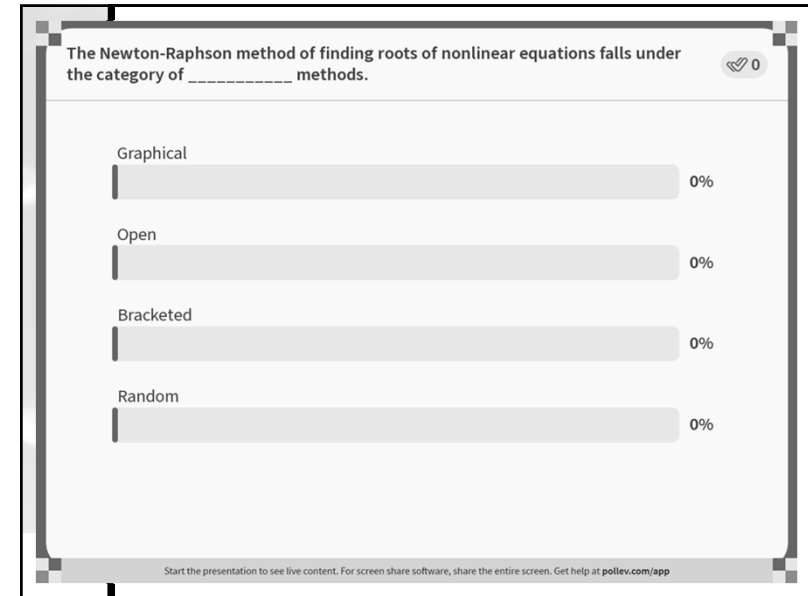 The Newton-Raphson method of finding roots of nonlinear equations falls under
the category of ___________ methods.
0
Graphical
0%
Open
0%
Bracketed
0%
Random
0%
Start the presentation to see live content. For screen share software, share the entire screen. Get help at pollev.com/app